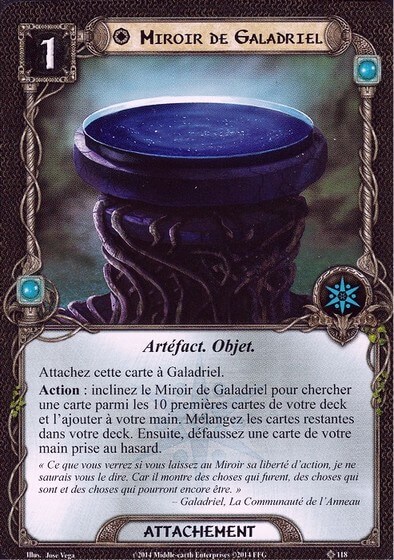 1
Miroir de Galadriel
Artéfact. Objet.
Attachez cette carte à Galadriel.
Action : inclinez le Miroir de Galadriel pour chercher
une carte parmi les 10 premières cartes de votre deck
et l'ajouter à votre main. Mélangez les cartes restantes
dans votre deck. Ensuite, défaussez une carte de votre
main prise au hasard.
« Ce que vous verrez si vous laissez au Miroir sa liberté d'action, je ne
saurais vous le dire. Car il montre des choses qui furent, des choses qui
sont et des choses qui pourront encore être. »
– Galadriel, La Communauté de l'Anneau
ATTACHEMENT
Illus. Jose Vega ©2014 Middle-earth Enterprises ©2014 FFG 118